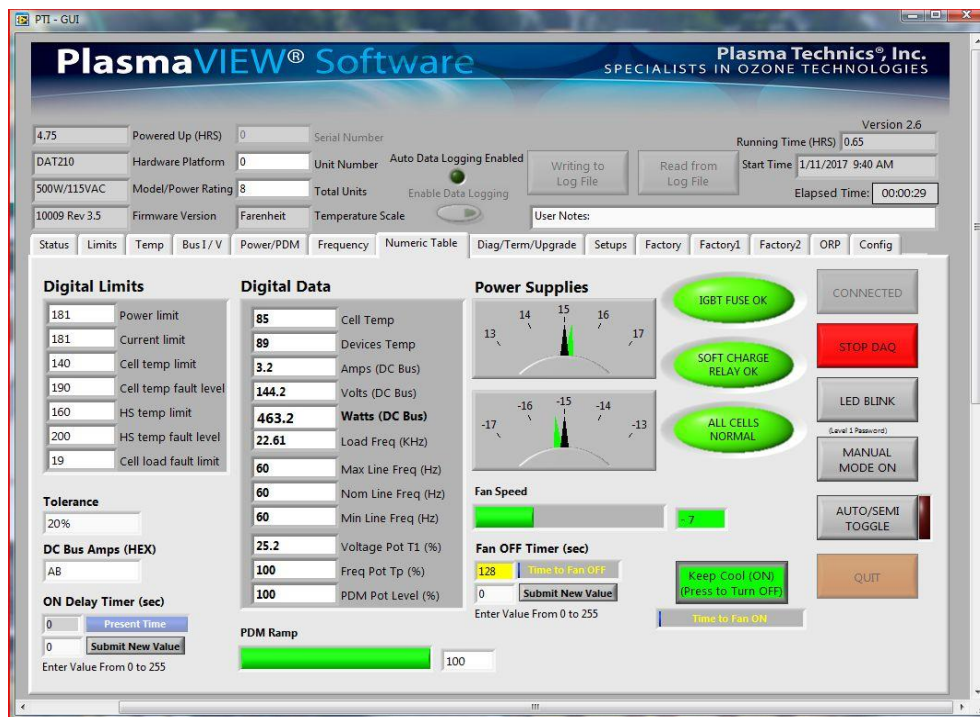 PTI - GUI
PlasmaVIEW® Software
Plasma Technics®, Inc.
SPECIALISTS IN OZONE TECHNOLOGIES
Version 2.6
4.75 Powered Up (HRS) 0 Serial Number
Running Time (HRS) 0.65
DAT210 Hardware Platform 0 Unit Number
Auto Data Logging Enabled
Writing to Log File
Read from Log File
Start Time 1/11/2017 9:40 AM
500W/115VAC Model/Power Rating 8 Total Units
Enable Data Logging
Elapsed Time: 00:00:29
10009 Rev 3.5 Firmware Version Farenheit Temperature Scale
User Notes:
Status Limits Temp Bus I / V Power/PDM Frequency Numeric Table Diag/Term/Upgrade Setups Factory Factory1 Factory2 ORP Config
Digital Limits
181 Power limit
181 Current limit
140 Cell temp limit
190 Cell temp fault level
160 HS temp limit
200 HS temp fault level
19 Cell load fault limit
Tolerance
20%
DC Bus Amps (HEX)
AB
ON Delay Timer (sec)
0 Present Time
0 Submit New Value
Enter Value From 0 to 255
Digital Data
85 Cell Temp
89 Devices Temp
3.2 Amps (DC Bus)
144.2 Volts (DC Bus)
463.2 Watts (DC Bus)
22.61 Load Freq (KHz)
60 Max Line Freq (Hz)
60 Nom Line Freq (Hz)
60 Min Line Freq (Hz)
25.2 Voltage Pot T1 (%)
100 Freq Pot Tp (%)
100 PDM Pot Level (%)
PDM Ramp
100
Power Supplies
13 14 15 16 17
-17 -16 -15 -14 -13
Fan Speed
- 7
Fan OFF Timer (sec)
128 Time to Fan OFF
0 Submit New Value
Enter Value From 0 to 255
IGBT FUSE OK
SOFT CHARGE
RELAY OK
ALL CELLS
NORMAL
Keep Cool (ON)
(Press to Turn OFF)
Time to Fan ON
CONNECTED
STOP DAQ
LED BLINK
(Level 1 Password)
MANUAL
MODE ON
AUTO/SEMI
TOGGLE
QUIT